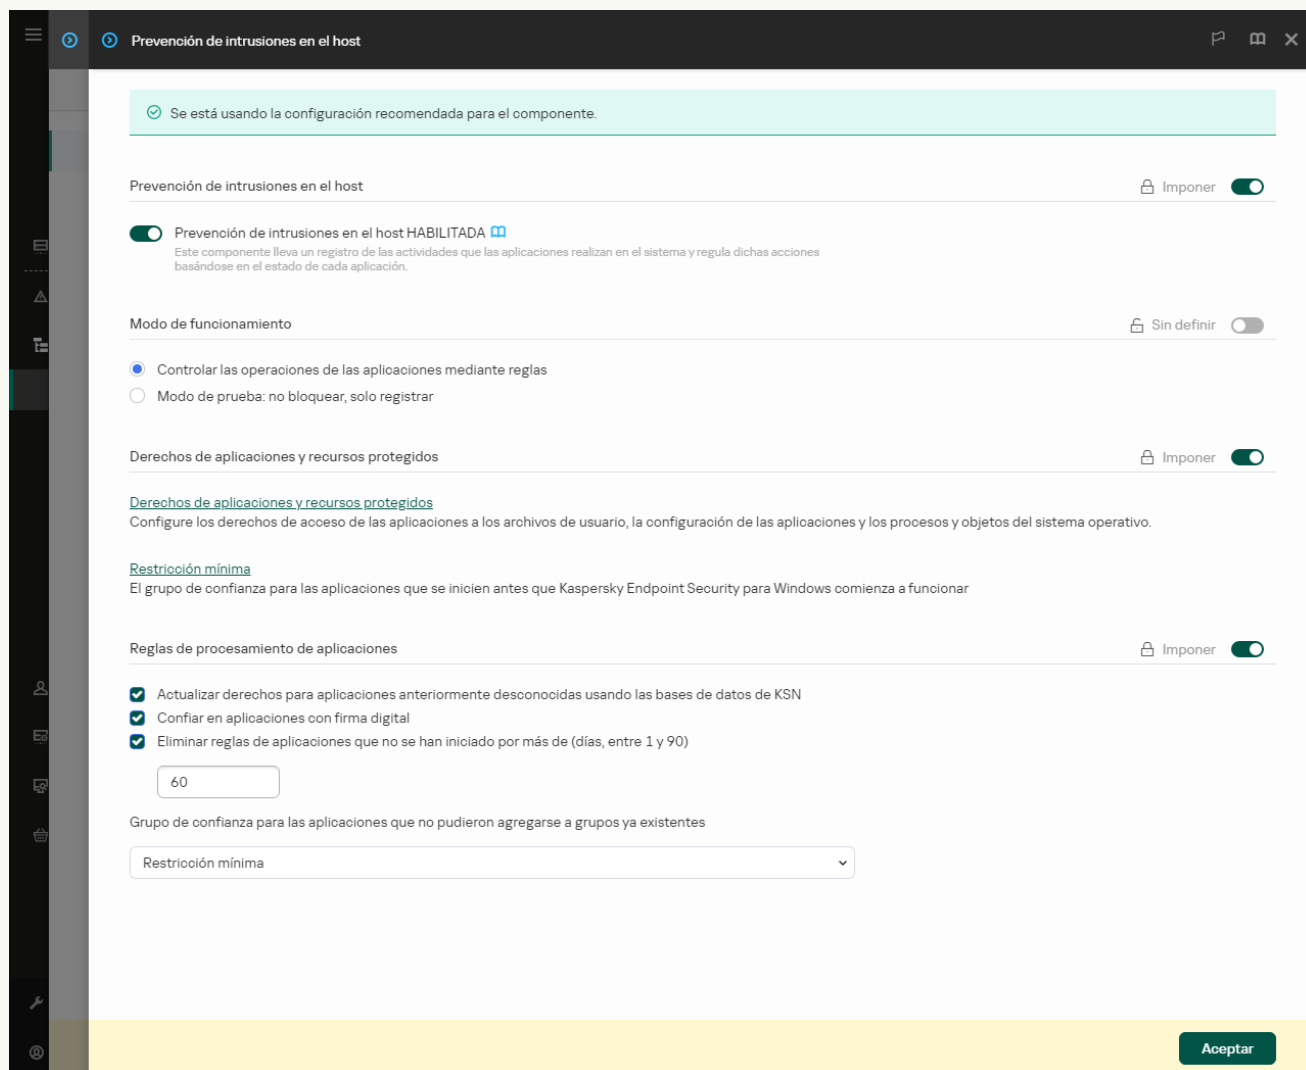 Prevención de intrusiones en el host
Se está usando la configuración recomendada para el componente.
Prevención de intrusiones en el host
Imponer
Prevención de intrusiones en el host HABILITADA
Este componente lleva un registro de las actividades que las aplicaciones realizan en el sistema y regula dichas acciones
basándose en el estado de cada aplicación.
Modo de funcionamiento
Sin definir
Controlar las operaciones de las aplicaciones mediante reglas
Modo de prueba: no bloquear, solo registrar
Derechos de aplicaciones y recursos protegidos
Imponer
Derechos de aplicaciones y recursos protegidos
Configure los derechos de acceso de las aplicaciones a los archivos de usuario, la configuración de las aplicaciones y los procesos y objetos del sistema operativo.
Restricción mínima
El grupo de confianza para las aplicaciones que se inicien antes que Kaspersky Endpoint Security para Windows comienza a funcionar
Reglas de procesamiento de aplicaciones
Imponer
Actualizar derechos para aplicaciones anteriormente desconocidas usando las bases de datos de KSN
Confiar en aplicaciones con firma digital
Eliminar reglas de aplicaciones que no se han iniciado por más de (días, entre 1 y 90)
60
Grupo de confianza para las aplicaciones que no pudieron agregarse a grupos ya existentes
Restricción mínima
Aceptar